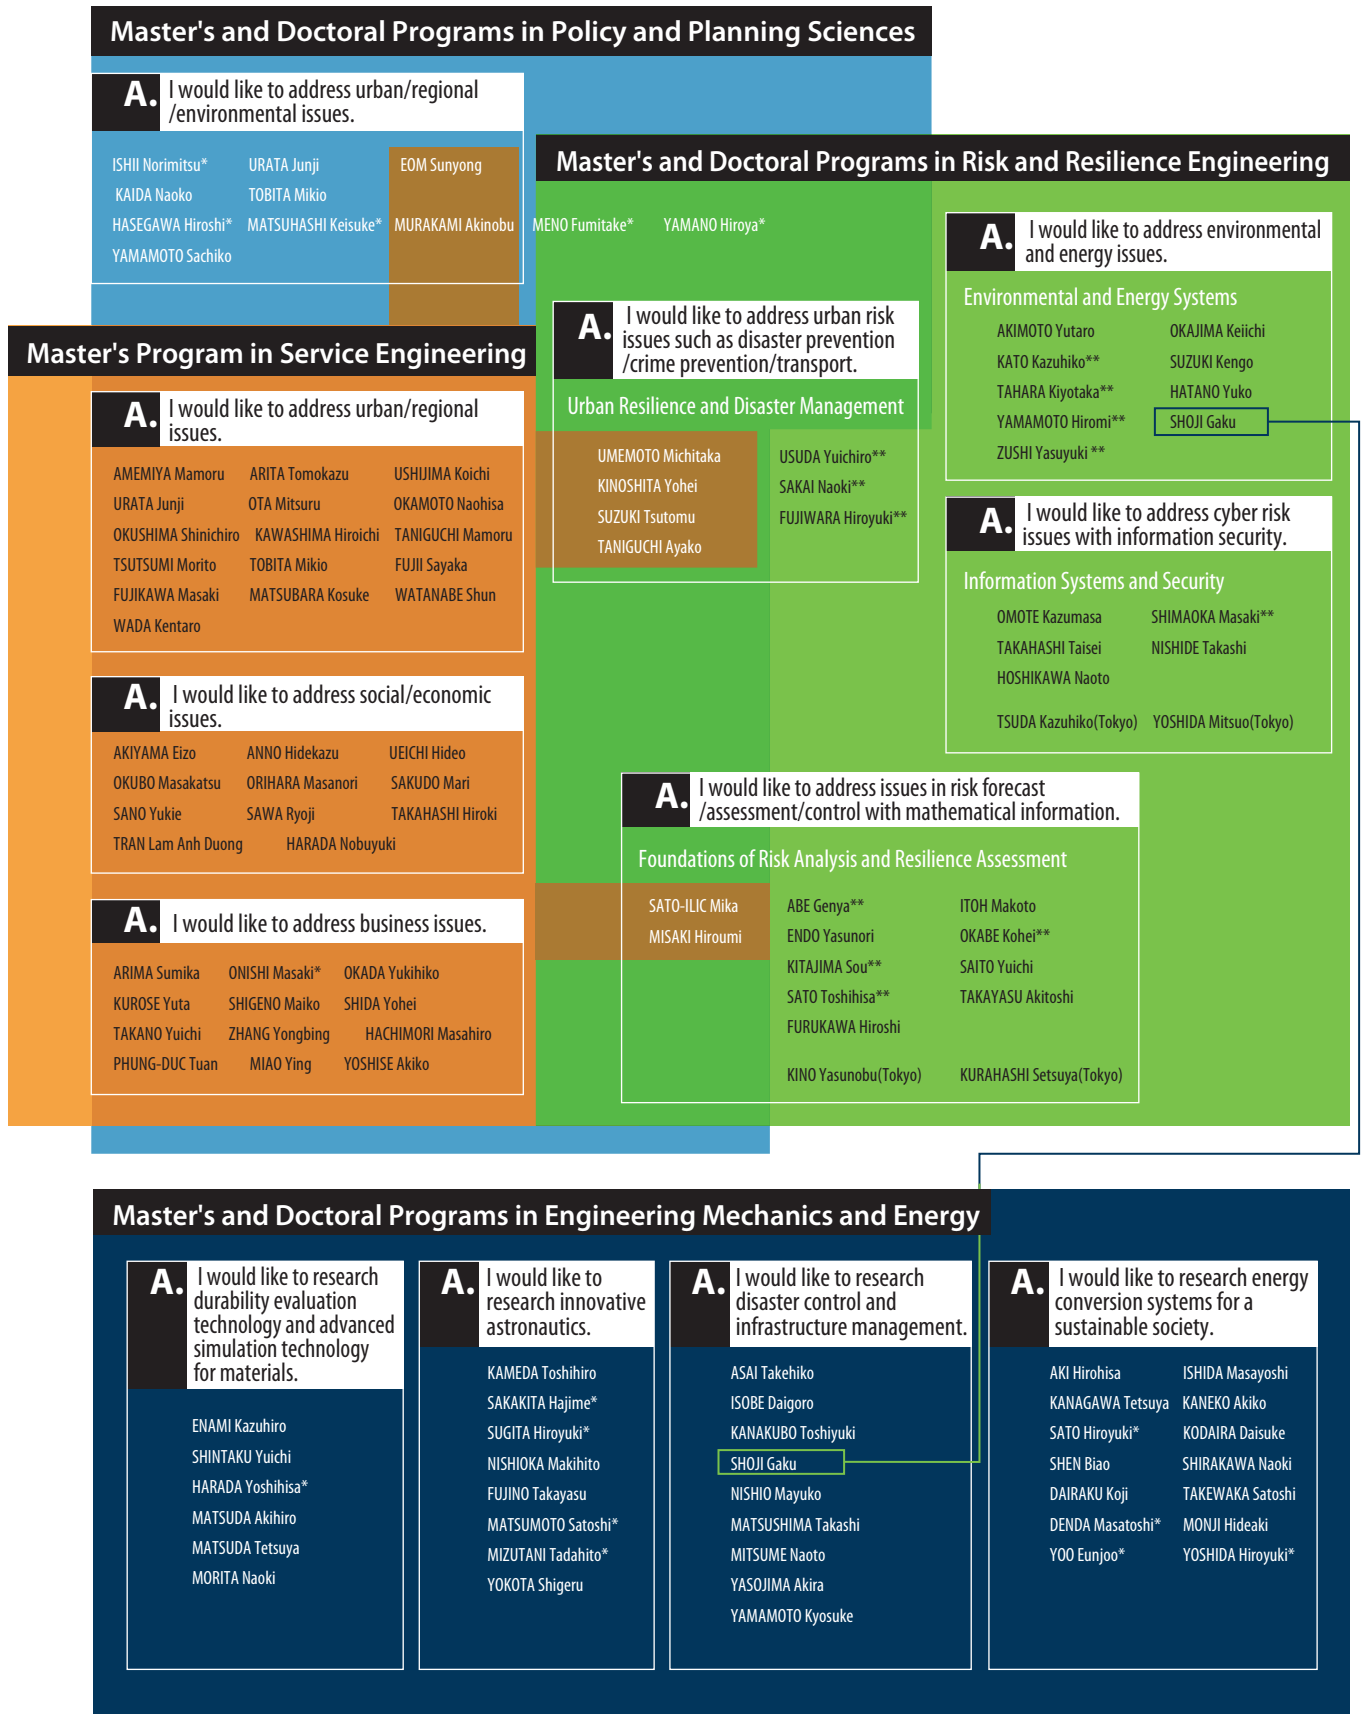 Master's and Doctoral Programs in Policy and Planning Sciences
A. I would like to address urban/regional
/environmental issues.
ISHII Norimitsu* URATA Junji EOM Sunyong
KAIDA Naoko TOBITA Mikio
HASEGAWA Hiroshi* MATSUHASHI Keisuke* MURAKAMI Akinobu MENO Fumitake* YAMANO Hiroya*
YAMAMOTO Sachiko
Master's and Doctoral Programs in Risk and Resilience Engineering
A. I would like to address environmental
and energy issues.
Environmental and Energy Systems
AKIMOTO Yutaro OKAJIMA Keiichi
KATO Kazuhiko** SUZUKI Kengo
TAHARA Kiyotaka** HATANO Yuko
YAMAMOTO Hiromi** SHOJI Gaku
ZUSHI Yasuyuki **
A. I would like to address urban risk
issues such as disaster prevention
/crime prevention/transport.
Urban Resilience and Disaster Management
UMEMOTO Michitaka USUDA Yuichiro**
KINOSHITA Yohei SAKAI Naoki**
SUZUKI Tsutomu FUJIWARA Hiroyuki**
TANIGUCHI Ayako
A. I would like to address cyber risk
issues with information security.
Information Systems and Security
OMOTE Kazumasa SHIMAOKA Masaki**
TAKAHASHI Taisei NISHIDE Takashi
HOSHIKAWA Naoto
TSUDA Kazuhiko(Tokyo) YOSHIDA Mitsuo(Tokyo)
A. I would like to address issues in risk forecast
/assessment/control with mathematical information.
Foundations of Risk Analysis and Resilience Assessment
SATO-ILIC Mika ABE Genya** ITOH Makoto
MISAKI Hiroumi ENDO Yasunori OKABE Kohei**
KITAJIMA Sou** SAITO Yuichi
SATO Toshihisa** TAKAYASU Akitoshi
FURUKAWA Hiroshi
KINO Yasunobu(Tokyo) KURAHASHI Setsuya(Tokyo)
Master's Program in Service Engineering
A. I would like to address urban/regional
issues.
AMEMIYA Mamoru ARITA Tomokazu USHIJIMA Koichi
URATA Junji OTA Mitsuru OKAMOTO Naohisa
OKUSHIMA Shinichiro KAWASHIMA Hiroichi TANIGUCHI Mamoru
TSUTSUMI Morito TOBITA Mikio FUJII Sayaka
FUJIKAWA Masaki MATSUBARA Kosuke WATANABE Shun
WADA Kentaro
A. I would like to address social/economic
issues.
AKIYAMA Eizo ANNO Hidekazu UEICHI Hideo
OKUBO Masakatsu ORIHARA Masanori SAKUDO Mari
SANO Yukie SAWA Ryoji TAKAHASHI Hiroki
TRAN Lam Anh Duong HARADA Nobuyuki
A. I would like to address business issues.
ARIMA Sumika ONISHI Masaki* OKADA Yukihiko
KUROSE Yuta SHIGENO Maiko SHIDA Yohei
TAKANO Yuichi ZHANG Yongbing HACHIMORI Masahiro
PHUNG-DUC Tuan MIAO Ying YOSHISE Akiko
Master's and Doctoral Programs in Engineering Mechanics and Energy
A. I would like to research
durability evaluation
technology and advanced
simulation technology
for materials.
ENAMI Kazuhiro
SHINTAKU Yuichi
HARADA Yoshihisa*
MATSUDA Akihiro
MATSUDA Tetsuya
MORITA Naoki
A. I would like to
research innovative
astronautics.
KAMEDA Toshihiro
SAKAKITA Hajime*
SUGITA Hiroyuki*
NISHIOKA Makihito
FUJINO Takayasu
MATSUMOTO Satoshi*
MIZUTANI Tadahito*
YOKOTA Shigeru
A. I would like to research
disaster control and
infrastructure management.
ASAI Takehiko
ISOBE Daigoro
KANAKUBO Toshiyuki
SHOJI Gaku
NISHIO Mayuko
MATSUSHIMA Takashi
MITSUME Naoto
YASOJIMA Akira
YAMAMOTO Kyosuke
A. I would like to research energy
conversion systems for a
sustainable society.
AKI Hirohisa ISHIDA Masayoshi
KANAGAWA Tetsuya KANEKO Akiko
SATO Hiroyuki* KODAIRA Daisuke
SHEN Biao SHIRAKAWA Naoki
DAIRAKU Koji TAKEWAKA Satoshi
DENDA Masatoshi* MONJI Hideaki
YOO Eunjoo* YOSHIDA Hiroyuki*